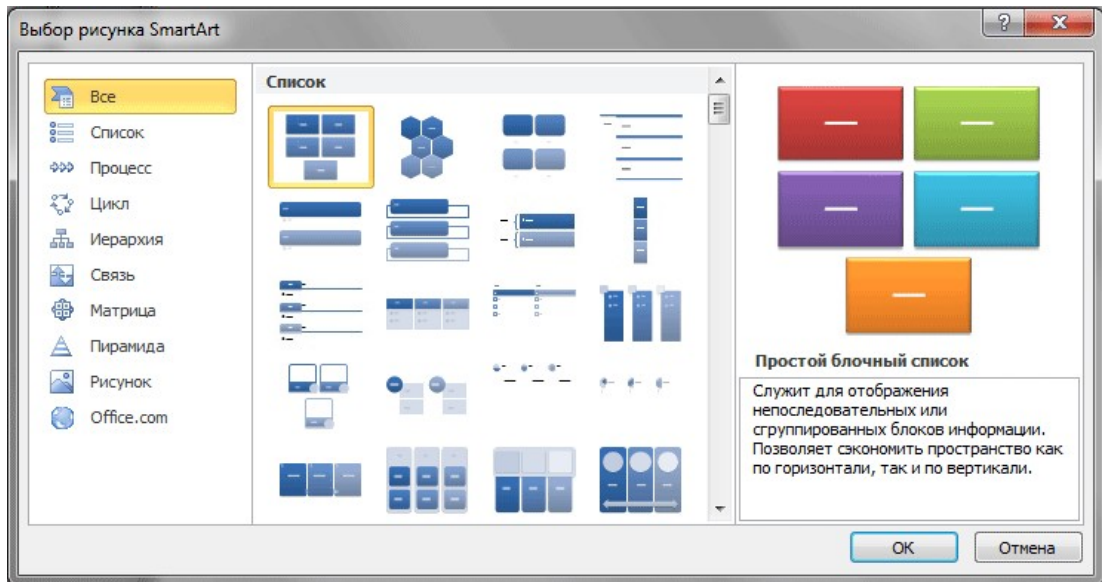 Выбор рисунка SmartArt
Все
Список
Процесс
Цикл
Иерархия
Связь
Матрица
Пирамида
Рисунок
Office.com
Список
Простой блочный список
Служит для отображения
непоследовательных или
сгруппированных блоков информации.
Позволяет сэкономить пространство как
по горизонтали, так и по вертикали.
ОК
Отмена